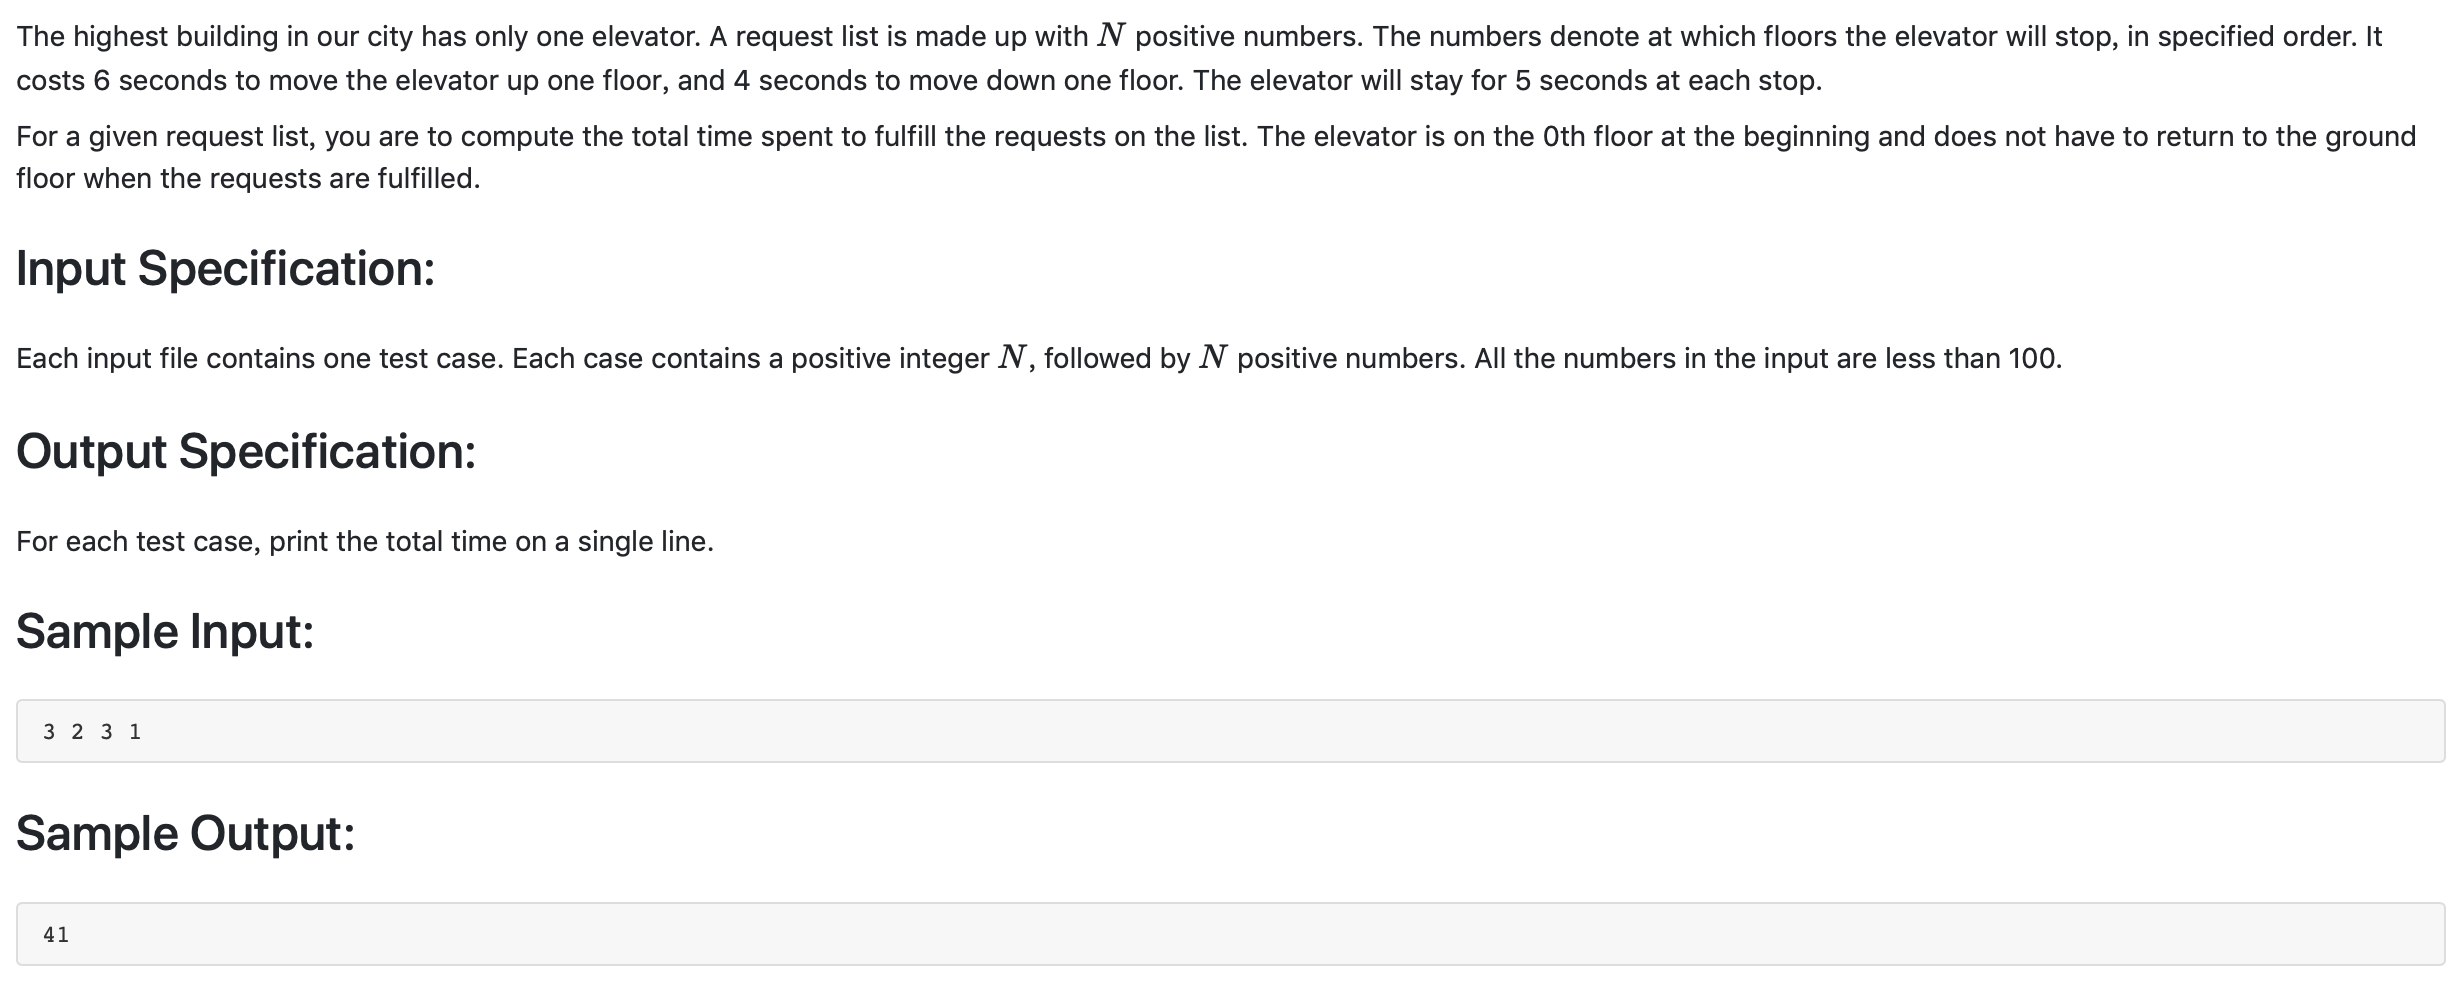 The highest building in our city has only one elevator. A request list is made up with N positive numbers. The numbers denote at which floors the elevator will stop, in specified order. It
costs 6 seconds to move the elevator up one floor, and 4 seconds to move down one floor. The elevator will stay for 5 seconds at each stop.
For a given request list, you are to compute the total time spent to fulfill the requests on the list. The elevator is on the 0th floor at the beginning and does not have to return to the ground
floor when the requests are fulfilled.
Input Specification:
Each input file contains one test case. Each case contains a positive integer N, followed by N positive numbers. All the numbers in the input are less than 100.
Output Specification:
For each test case, print the total time on a single line.
Sample Input:
3 2 3 1
Sample Output:
41